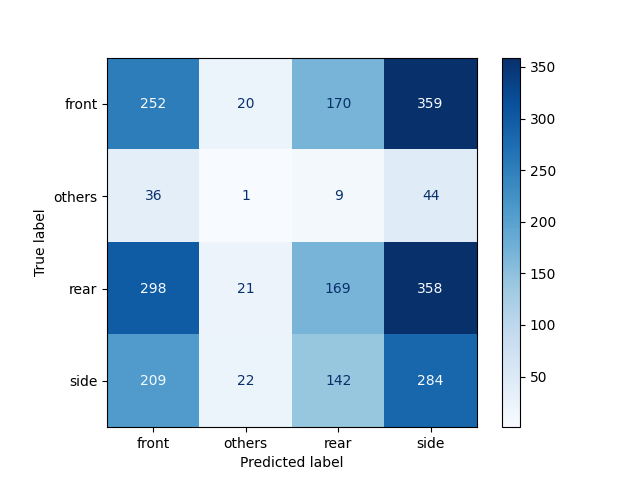 front 252 20 170 359
others 36 1 9 44
rear 298 21 169 358
side 209 22 142 284
front others rear side
Predicted label
True label
350
300
250
200
150
100
50